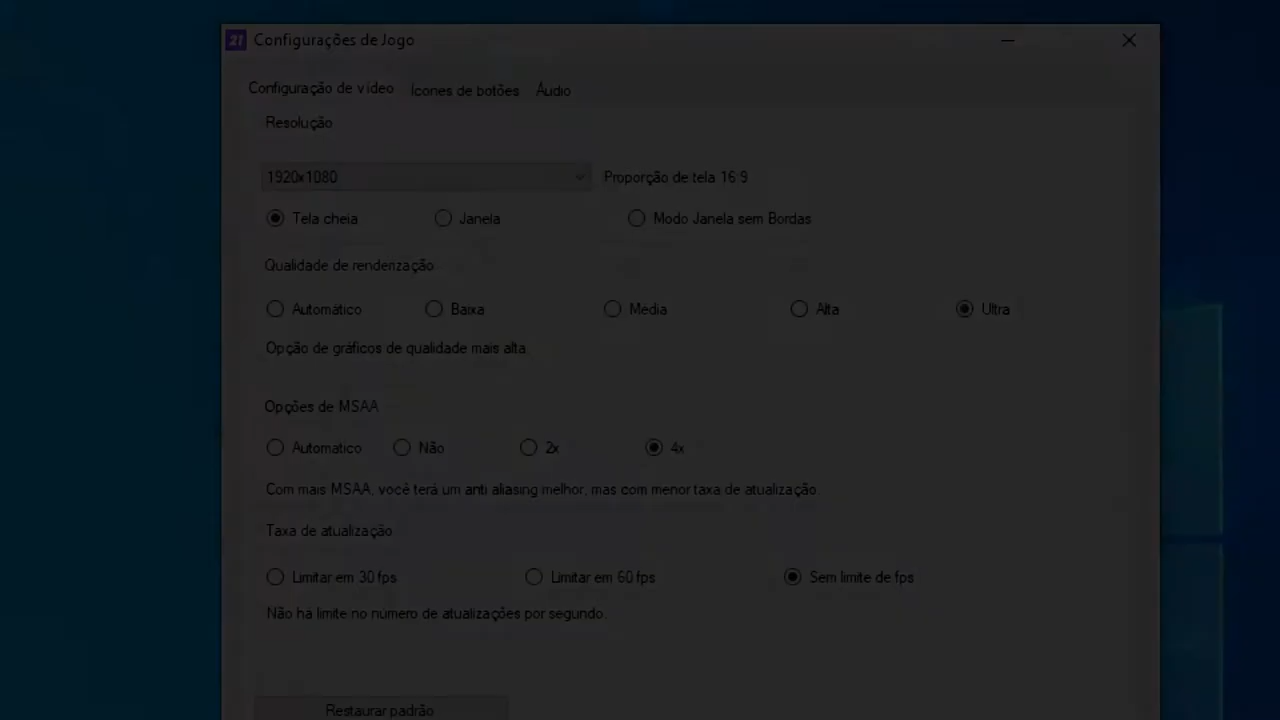 21 Configurações de Jogo
Configuração de vídeo Ícones de botões Áudio
Resolução
1920x1080 Proporção de tela 16:9
Tela cheia Janela Modo Janela sem Bordas
Qualidade de renderização
Automático Baixa Média Alta Ultra
Opção de gráficos de qualidade mais alta.
Opções de MSAA
Automatico Não 2x 4x
Com mais MSAA, você terá um anti aliasing melhor, mas com menor taxa de atualização
Taxa de atualização
Limitar em 30 fps Limitar em 60 fps Sem limite de fps
Não ha limite no número de atualizações por segundo.
Restaurar padrão